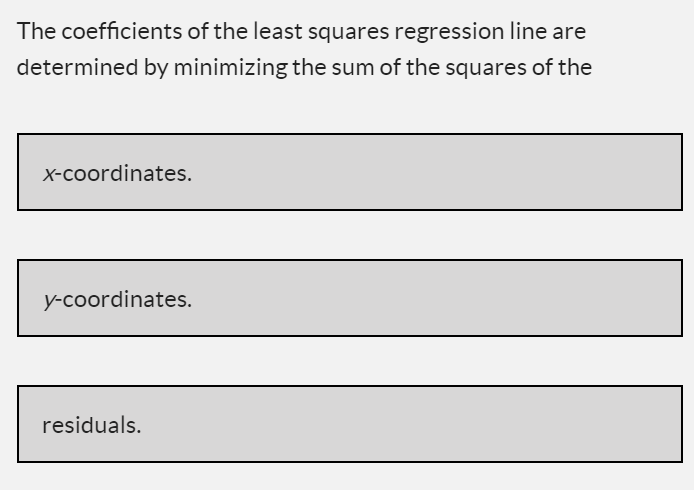 The coefficients of the least squares regression line are
determined by minimizing the sum of the squares of the
x-coordinates.
y-coordinates.
residuals.